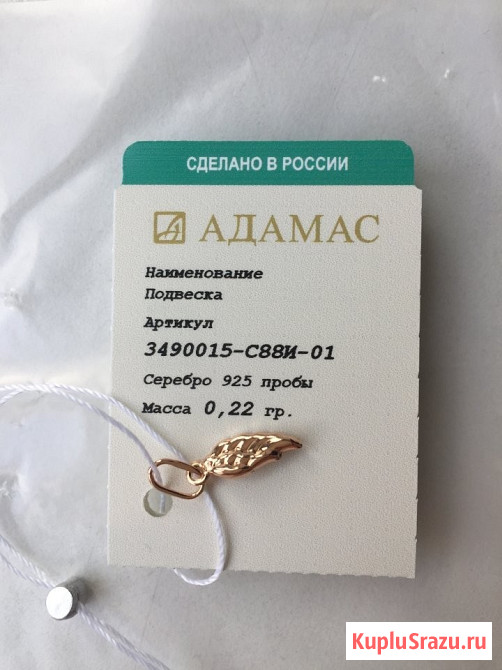 СДЕЛАНО В РОССИИ
АДАМАС
Наименование
Подвеска
Артикул
3490015-С88И-01
Серебро 925 пробы
Масса 0,22 гр.
KupluSrazu.ru